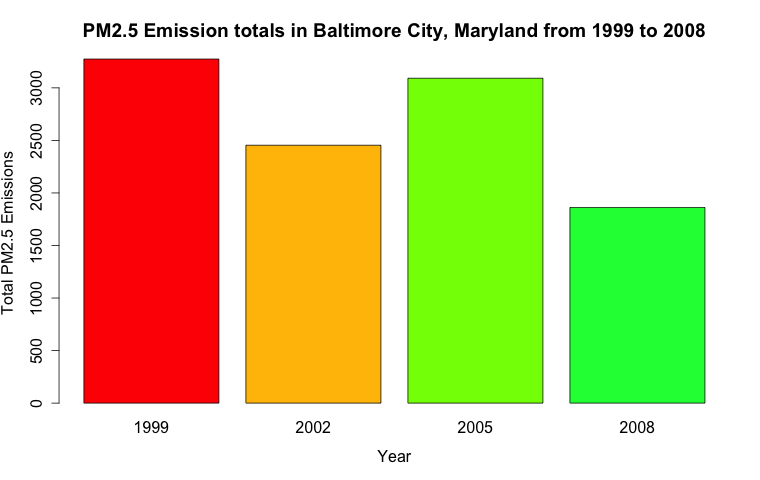 PM2.5 Emission totals in Baltimore City, Maryland from 1999 to 2008
Total PM2.5 Emissions
3000
2500
2000
1500
1000
500
0
1999 2002 2005 2008
Year